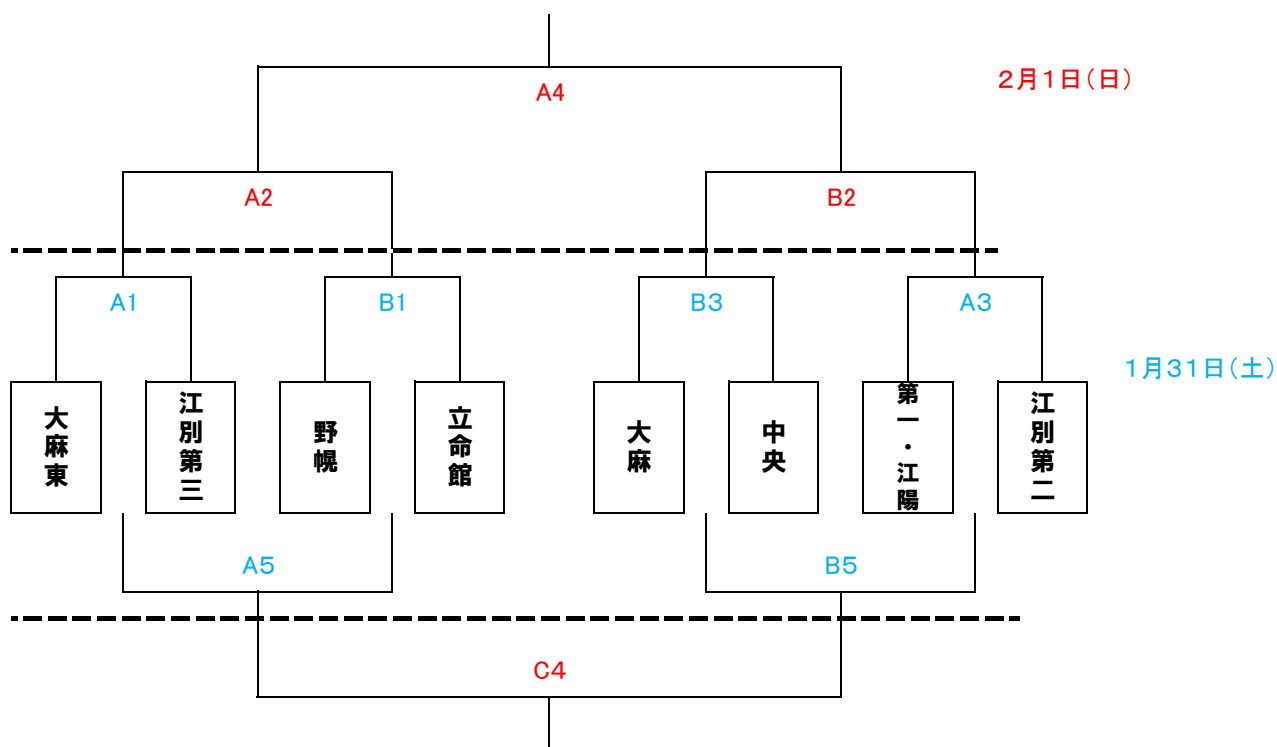 A4
２月１日（日）
A2
B2
A1
B1
B3
A3
１月３１日（土）
大麻東
江別第三
野幌
立命館
大麻
中央
第一・江陽
江別第二
A5
B5
C4